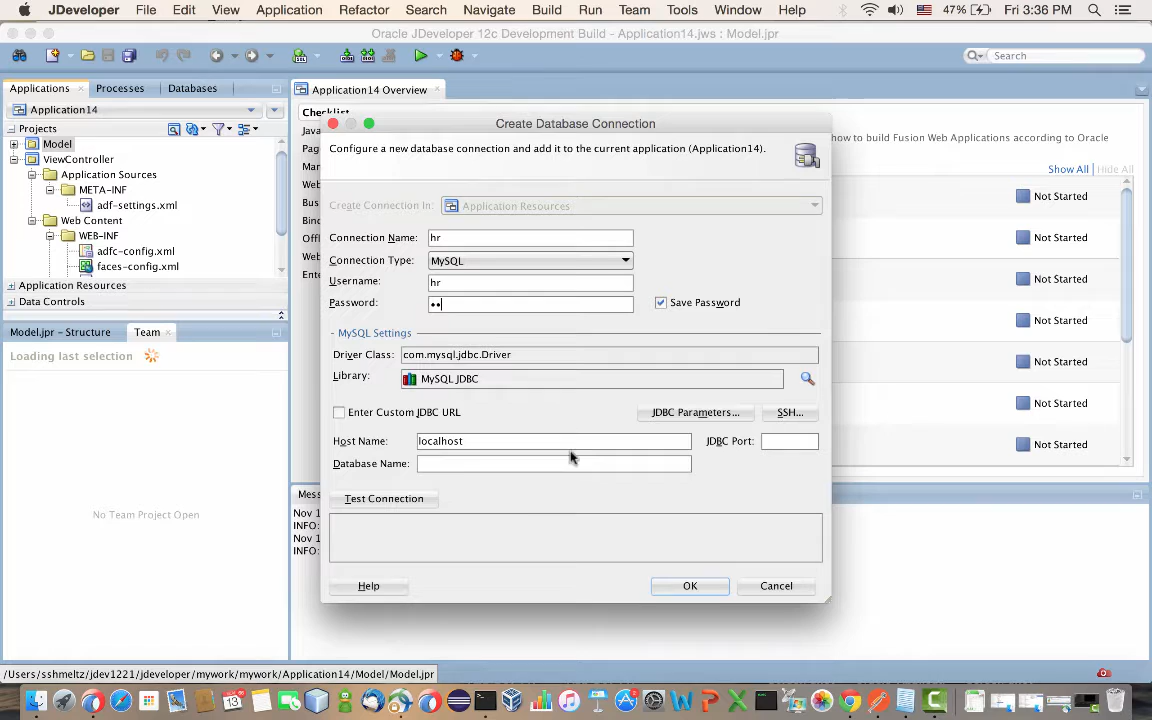 JDeveloper File Edit View Application Refactor Search Navigate Build Run Team Tools Window Help 47% Fri 3:36 PM
Oracle JDeveloper 12c Development Build - Application14.jws : Model.jpr
Search
Applications Processes Databases
Application14
Projects
Model
ViewController
Application Sources
META-INF
adf-settings.xml
Web Content
WEB-INF
adfc-config.xml
faces-config.xml
Application Resources
Data Controls
Model.jpr - Structure Team
Loading last selection
No Team Project Open
Application14 Overview
Checklist
how to build Fusion Web Applications according to Oracle
Show All | Hide All
Not Started
Not Started
Not Started
Not Started
Not Started
Not Started
Not Started
Nov 1
INFO:
Nov 1
INFO:
Create Database Connection
Configure a new database connection and add it to the current application (Application14).
Create Connection In: Application Resources
Connection Name: hr
Connection Type: MySQL
Username: hr
Password: •• Save Password
MySQL Settings
Driver Class: com.mysql.jdbc.Driver
Library: MySQL JDBC
Enter Custom JDBC URL JDBC Parameters... SSH...
Host Name: localhost JDBC Port:
Database Name:
Test Connection
Help OK Cancel
/Users/sshmeltz/jdev1221/jdeveloper/mywork/mywork/Application14/Model/Model.jpr